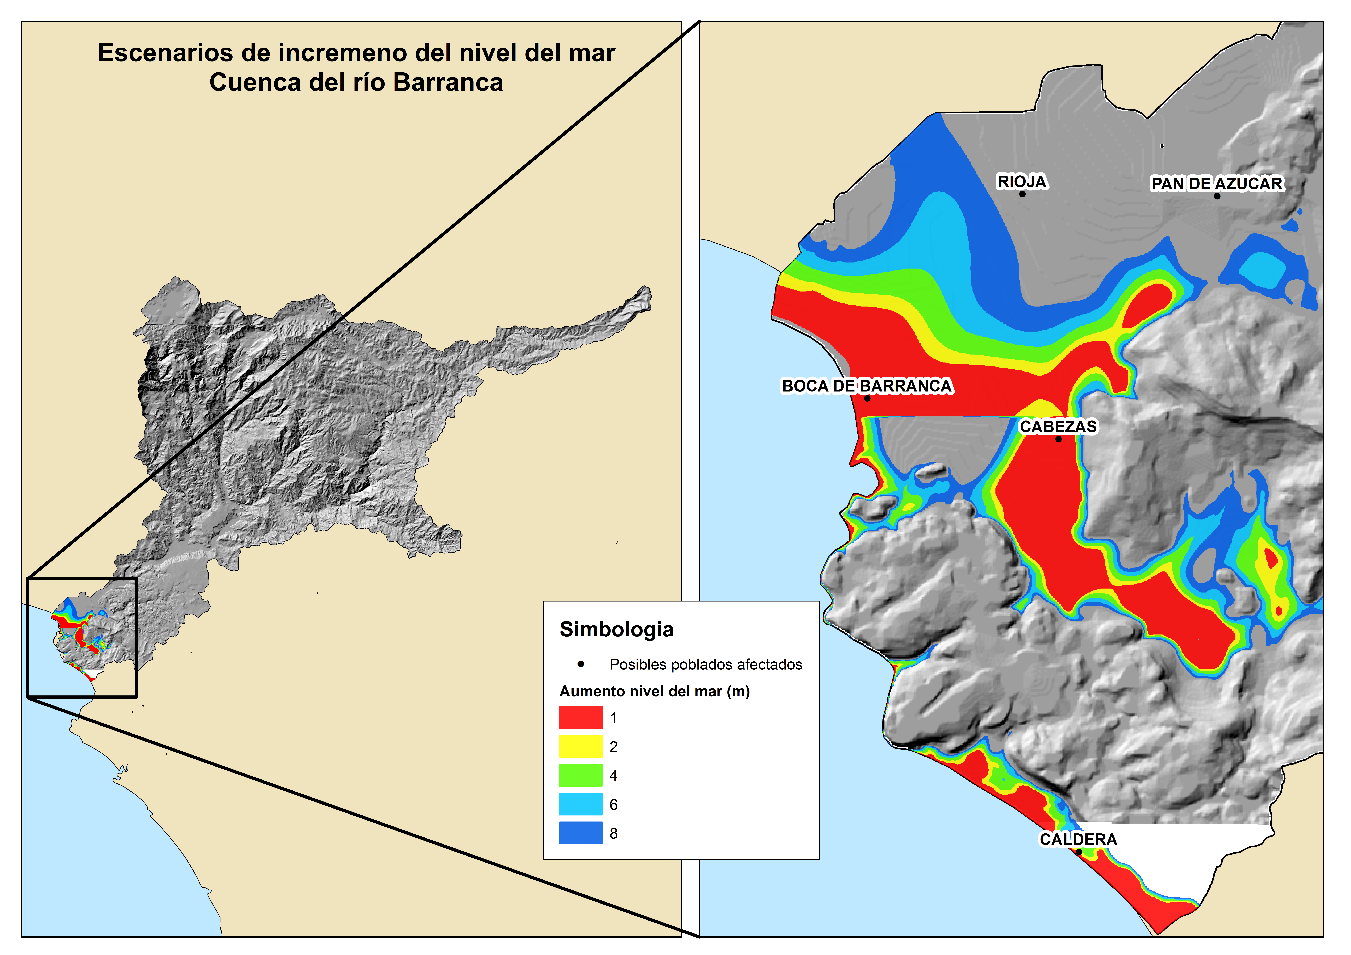 Escenarios de incremeno del nivel del mar
Cuenca del río Barranca
RIOJA
PAN DE AZUCAR
BOCA DE BARRANCA
CABEZAS
CALDERA
Simbologia
Posibles poblados afectados
Aumento nivel del mar (m)
1
2
4
6
8